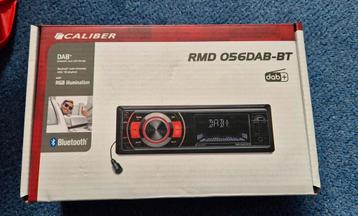 CALIBER
DAB+
RMD 056DAB-BT
RGB Illumination
dab+
DAB+
Bluetooth®